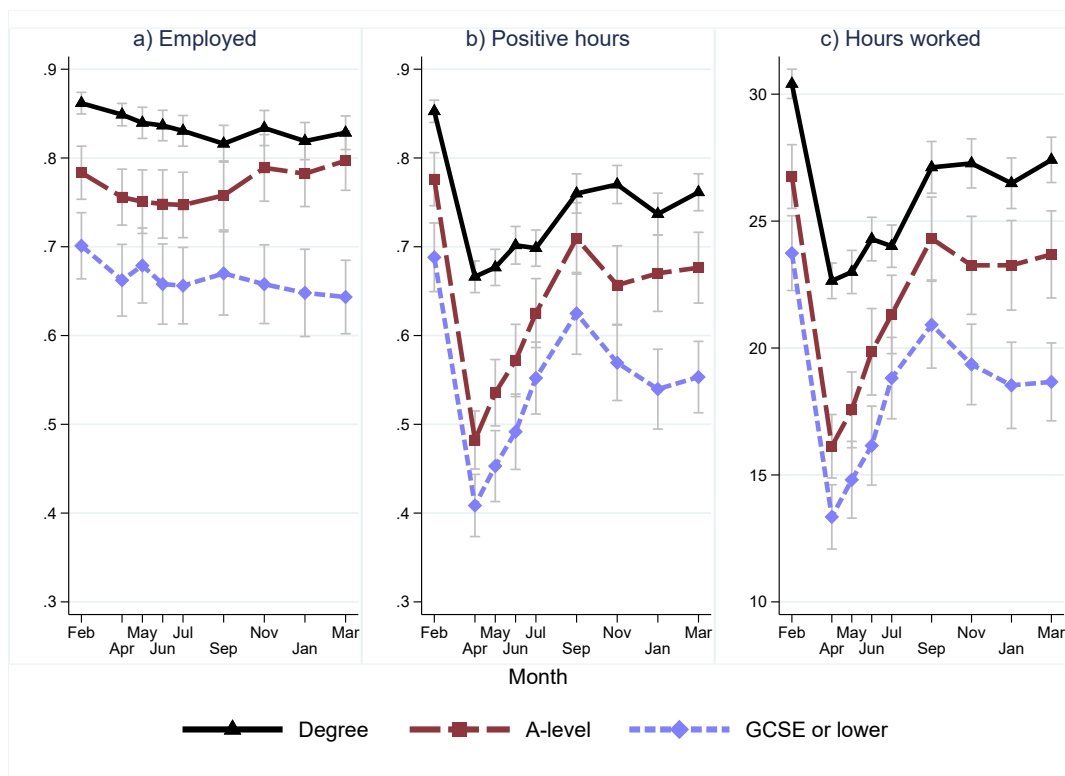 a) Employed
b) Positive hours
c) Hours worked
.9
.8
.7
.6
.5
.4
.3
Feb May Jul Nov Mar
Apr Jun Sep Jan
.9
.8
.7
.6
.5
.4
.3
Feb May Jul Nov Mar
Apr Jun Sep Jan
30
25
20
15
10
Feb May Jul Nov Mar
Apr Jun Sep Jan
Month
Degree A-level GCSE or lower